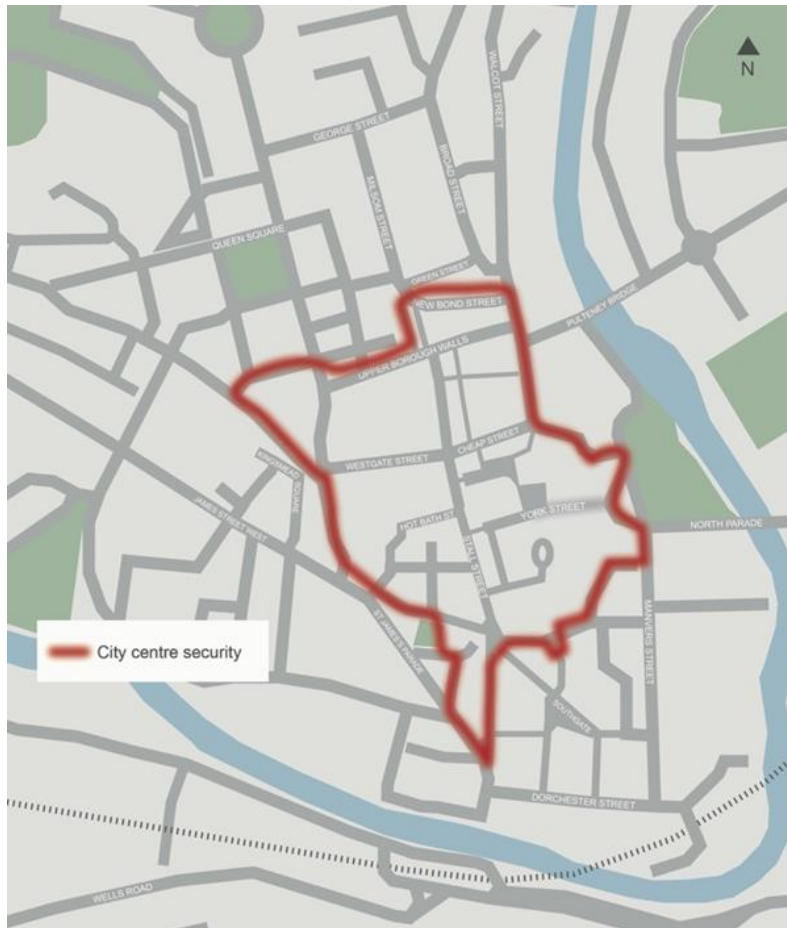 WALCOT STREET
N
GEORGE STREET
BROAD STREET
MILSOM STREET
QUEEN SQUARE
GREEN STREET
NEW BOND STREET
PULTENEY BRIDGE
UPPER BOROUGH WALLS
CHEAP STREET
WESTGATE STREET
KINGSMEAD
SQUARE
JAMES STREET WEST
YORK STREET
HOT BATH ST
NORTH PARADE
STALL STREET
ST JAMES'S PARADE
MANVERS STREET
City centre security
SOUTHGATE
DORCHESTER STREET
WELLS ROAD